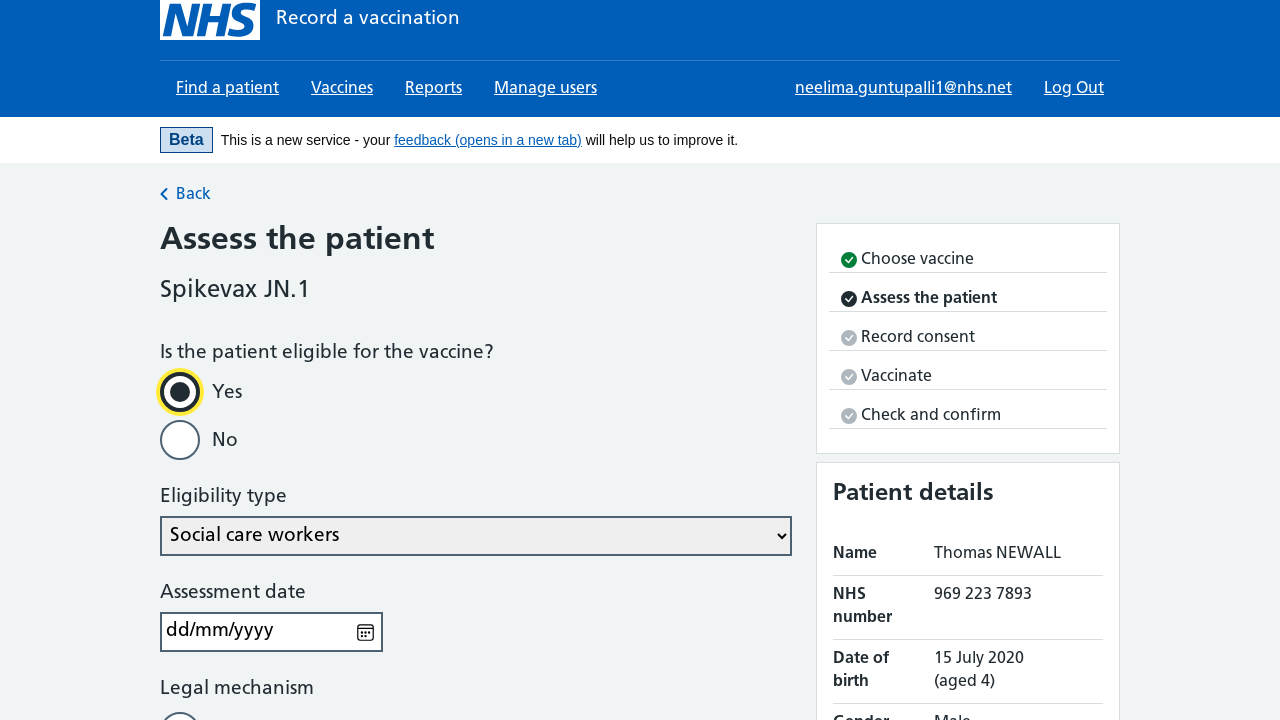 NHS Record a vaccination
Find a patient Vaccines Reports Manage users neelima.guntupalli1@nhs.net Log Out
Beta This is a new service - your feedback (opens in a new tab) will help us to improve it.
Back
Assess the patient
Spikevax JN.1
Is the patient eligible for the vaccine?
Yes
No
Eligibility type
Social care workers
Assessment date
dd/mm/yyyy
Legal mechanism
Choose vaccine
Assess the patient
Record consent
Vaccinate
Check and confirm
Patient details
Name Thomas NEWALL
NHS number 969 223 7893
Date of birth 15 July 2020 (aged 4)
Gender Male